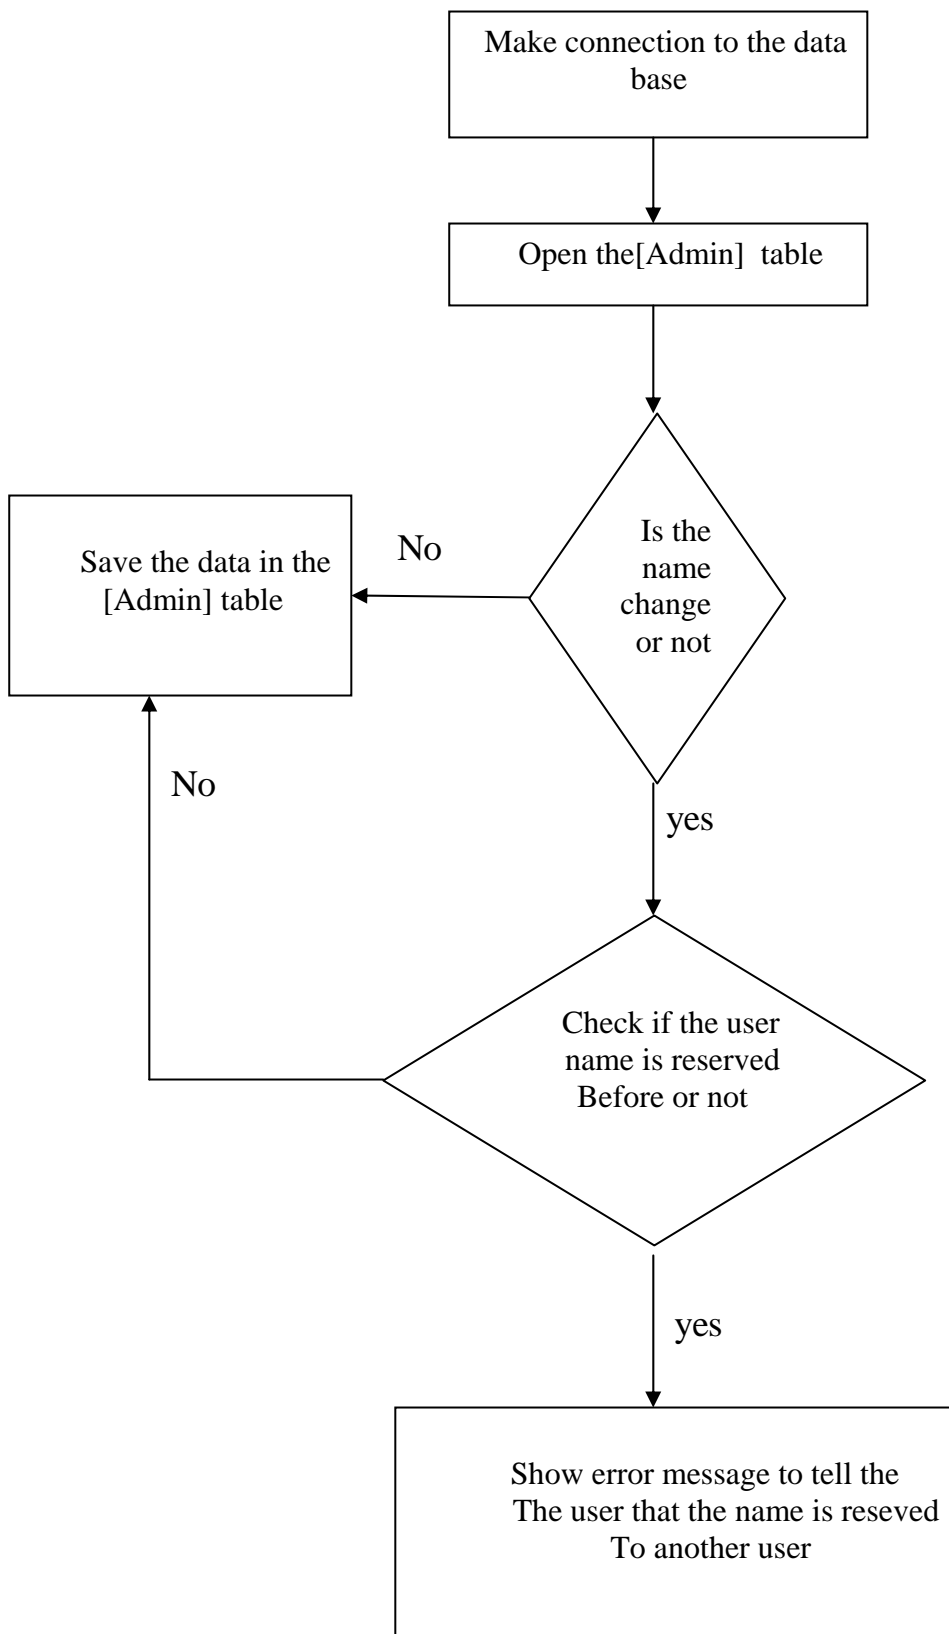 Make connection to the data
base
Open the[Admin]  table
Is the
name
change
or not
No
Save the data in the
[Admin] table
No
yes
Check if the user
name is reserved
Before or not
yes
Show error message to tell the
The user that the name is reseved
To another user